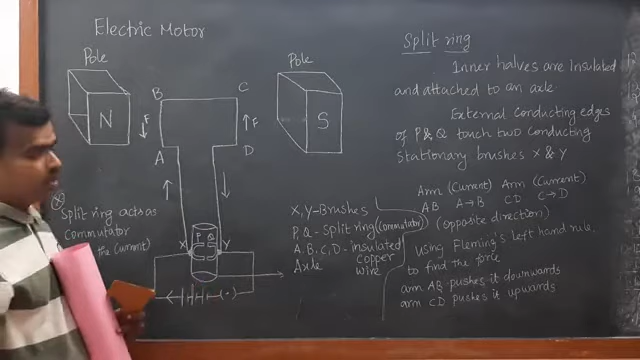 Electric Motor
Pole
Pole
N
S
B
C
A
D
F
F
Split ring acts as
commutator
the current)
X
Y
P
Q
X, Y - Brushes
P, Q - Split ring (commutator)
A, B, C, D - insulated
copper
wire
Axle
Split ring
Inner halves are Insulated
and attached to an axle
External conducting edges
of P & Q touch two conducting
Stationary brushes X & Y
Arm (Current) Arm (Current)
AB A→B CD C→D
(opposite direction)
Using Fleming's left hand rule,
to find the force
arm AB pushes it downwards
arm CD pushes it upwards